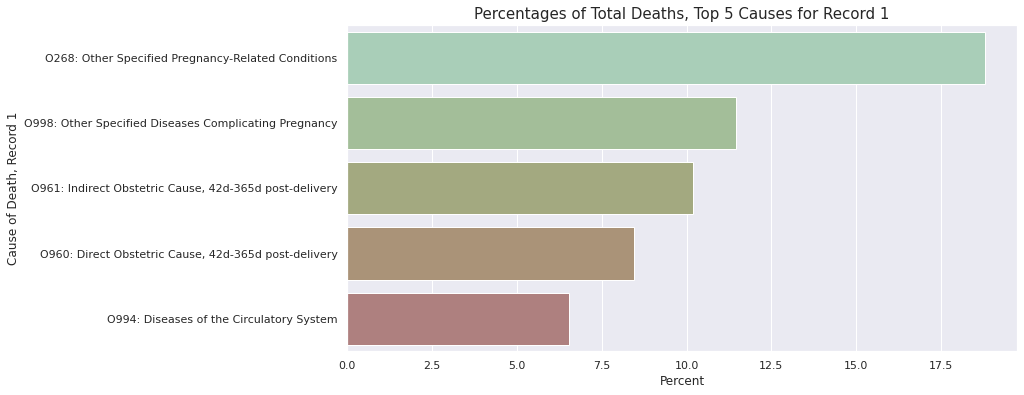 Percentages of Total Deaths, Top 5 Causes for Record 1
Cause of Death, Record 1
O268: Other Specified Pregnancy-Related Conditions
O998: Other Specified Diseases Complicating Pregnancy
O961: Indirect Obstetric Cause, 42d-365d post-delivery
O960: Direct Obstetric Cause, 42d-365d post-delivery
O994: Diseases of the Circulatory System
0.0 2.5 5.0 7.5 10.0 12.5 15.0 17.5
Percent